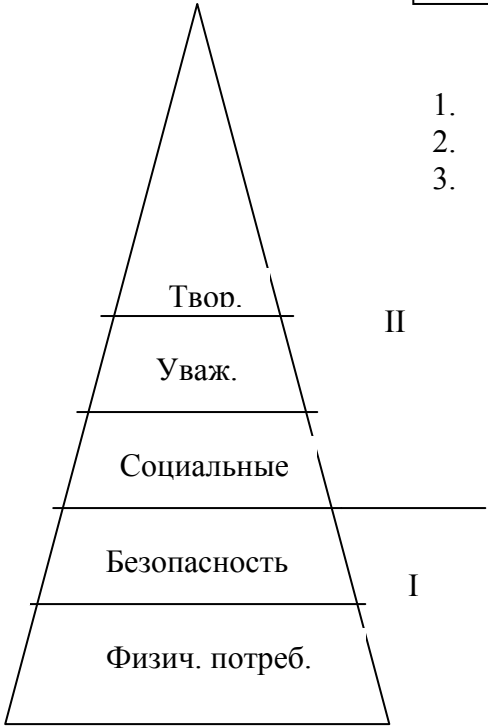 1.
2.
3.
Твор.
II
Уваж.
Социальные
Безопасность
I
Физич. потреб.